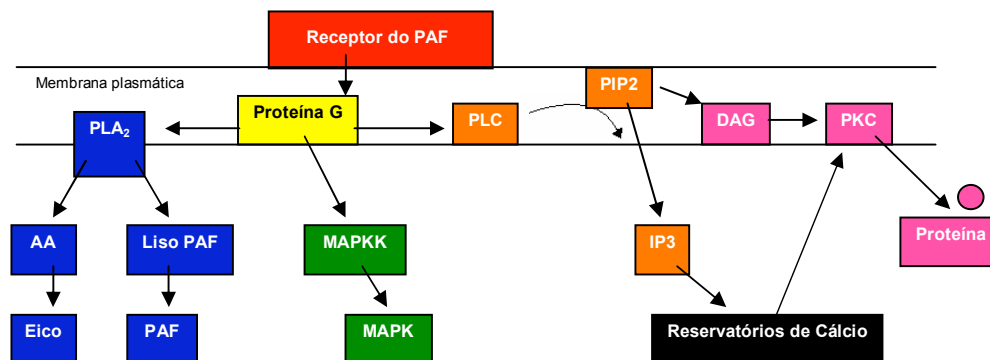 Receptor do PAF
Membrana plasmática
PIP2
Proteína G
PLA₂
PLC
DAG
PKC
AA
Liso PAF
MAPKK
IP3
Proteína
Eico
PAF
MAPK
Reservatórios de Cálcio